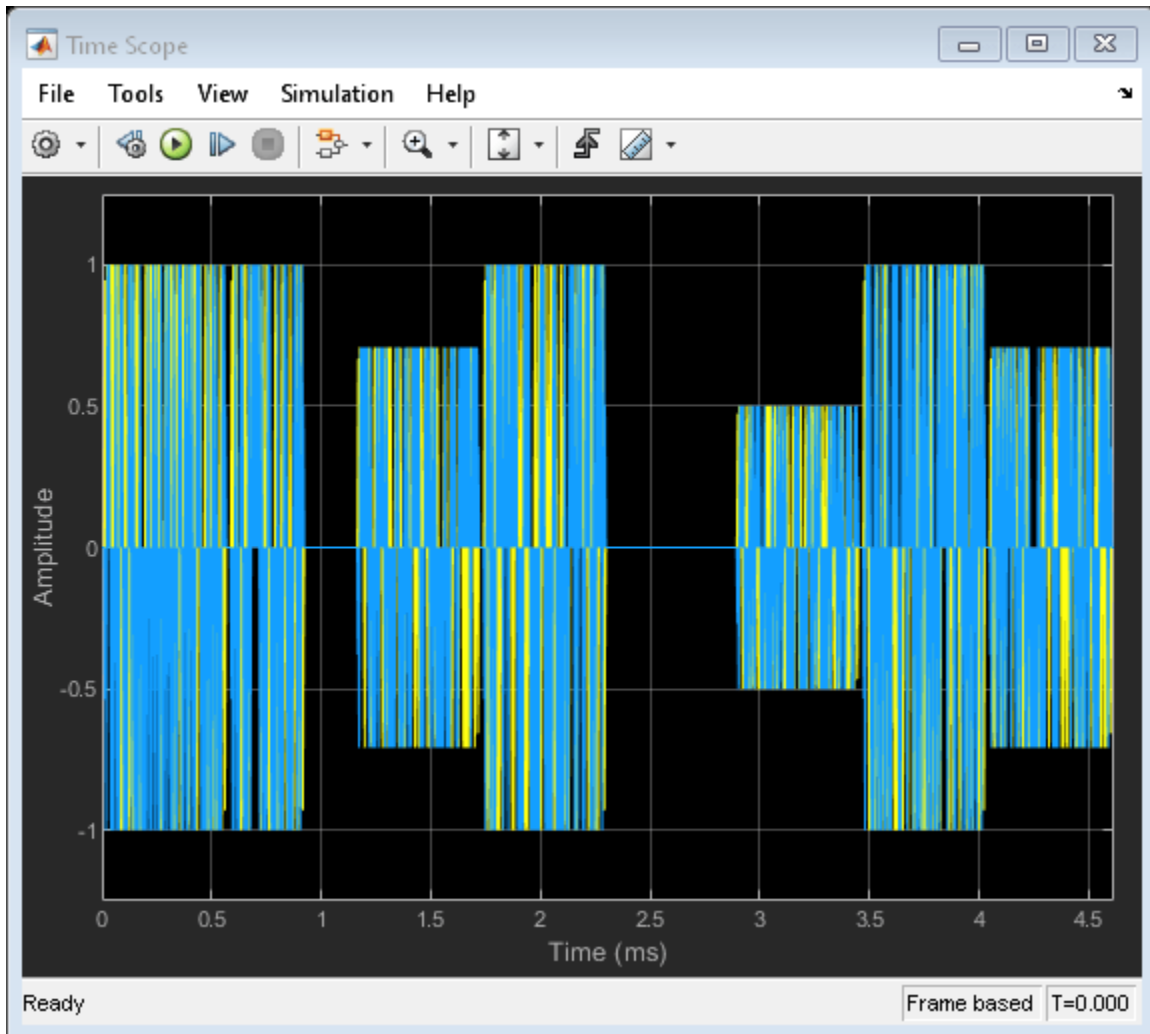 Time Scope
File Tools View Simulation Help
1
0.5
0
-0.5
-1
Amplitude
0 0.5 1 1.5 2 2.5 3 3.5 4 4.5
Time (ms)
Ready Frame based T=0.000